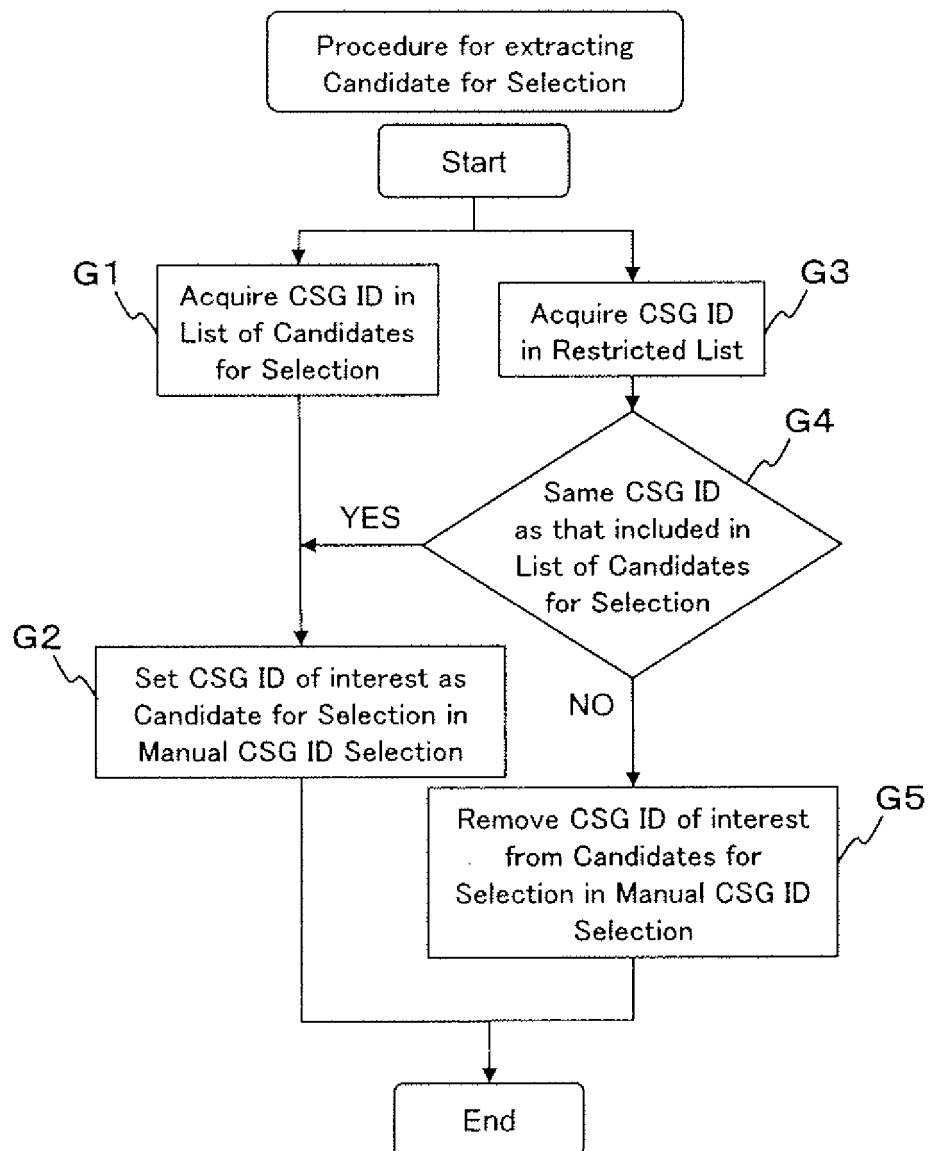 Procedure for extracting
Candidate for Selection
Start
G1
Acquire CSG ID in
List of Candidates
for Selection
G3
Acquire CSG ID
in Restricted List
G4
Same CSG ID
as that included in
List of Candidates
for Selection
YES
NO
G2
Set CSG ID of interest as
Candidate for Selection in
Manual CSG ID Selection
G5
Remove CSG ID of interest
from Candidates for
Selection in Manual CSG ID
Selection
End